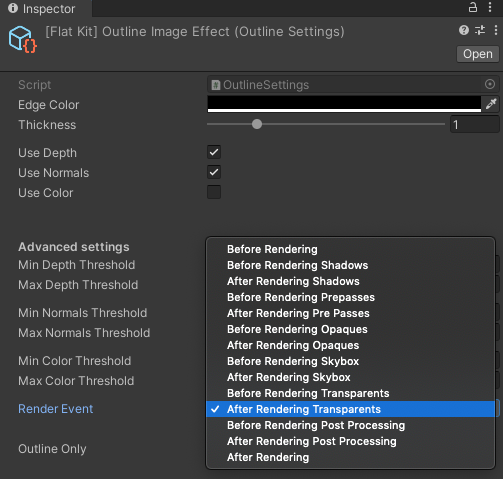 Inspector
[Flat Kit] Outline Image Effect (Outline Settings)
Open
Script OutlineSettings
Edge Color
Thickness 1
Use Depth
Use Normals
Use Color
Advanced settings
Min Depth Threshold
Max Depth Threshold
Min Normals Threshold
Max Normals Threshold
Min Color Threshold
Max Color Threshold
Render Event
Outline Only
Before Rendering
Before Rendering Shadows
After Rendering Shadows
Before Rendering Prepasses
After Rendering Pre Passes
Before Rendering Opaques
After Rendering Opaques
Before Rendering Skybox
After Rendering Skybox
Before Rendering Transparents
After Rendering Transparents
Before Rendering Post Processing
After Rendering Post Processing
After Rendering